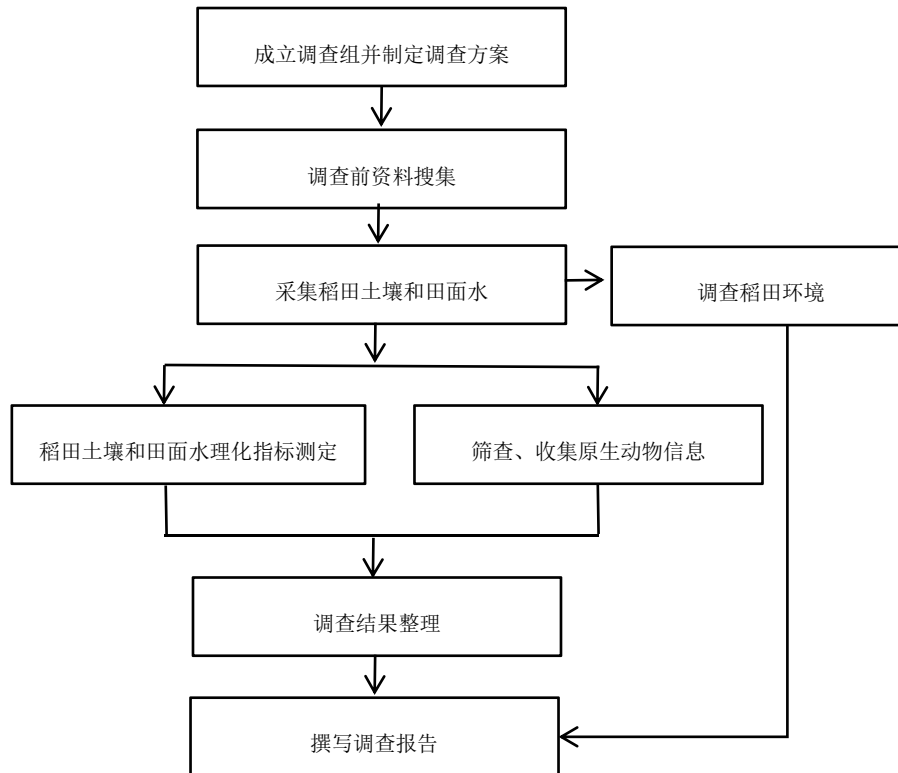 成立调查组并制定调查方案
调查前资料搜集
采集稻田土壤和田面水
调查稻田环境
稻田土壤和田面水理化指标测定
筛查、收集原生动物信息
调查结果整理
撰写调查报告